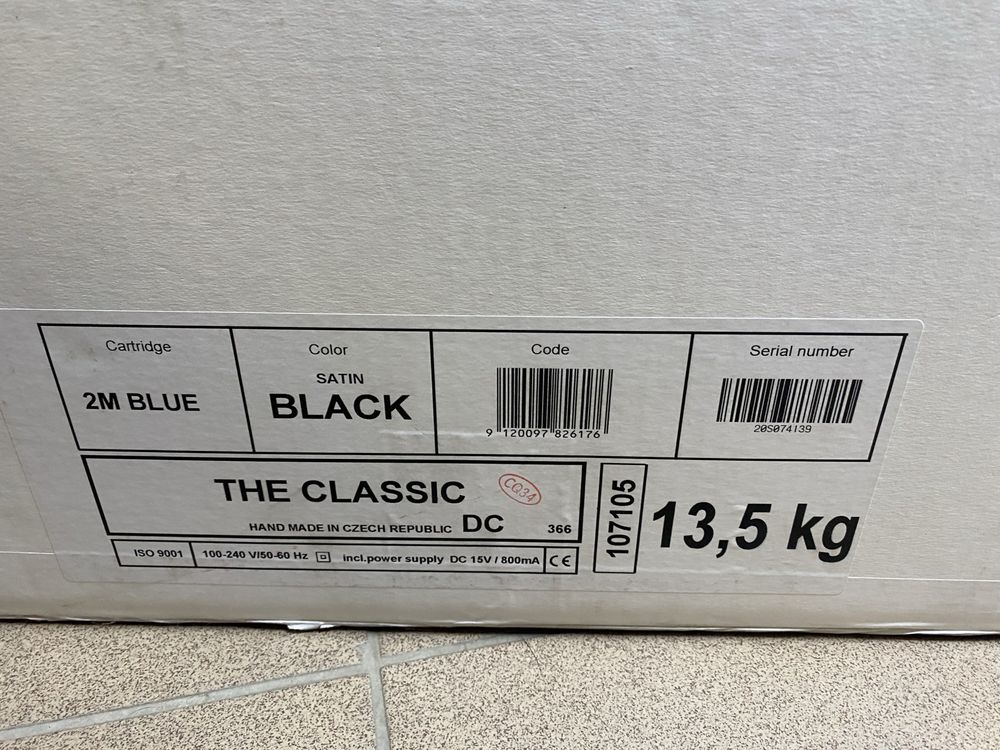 Cartridge
2M BLUE
Color
SATIN
BLACK
Code
9 120097 826176
Serial number
20S074139
THE CLASSIC
CQ34
HAND MADE IN CZECH REPUBLIC DC 366
ISO 9001 100-240 V/50-60 Hz incl.power supply DC 15V / 800mA CE
107105
13,5 kg